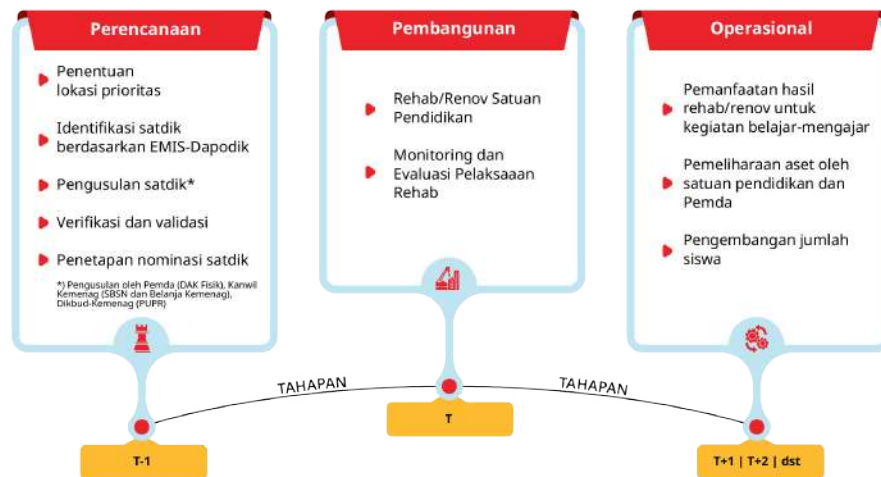 Perencanaan
Penentuan
lokasi prioritas
Identifikasi satdik
berdasarkan EMIS-Dapodik
Pengusulan satdik*
Verifikasi dan validasi
Penetapan nominasi satdik
*) Pengusulan oleh Pemda (DAK Fisik), Kanwil
Kemenag (SBSN dan Belanja Kemenag),
Dikbud-Kemenag (PUPR)
Pembangunan
Rehab/Renov Satuan
Pendidikan
Monitoring dan
Evaluasi Pelaksaaan
Rehab
Operasional
Pemanfaatan hasil
rehab/renov untuk
kegiatan belajar-mengajar
Pemeliharaan aset oleh
satuan pendidikan dan
Pemda
Pengembangan jumlah
siswa
TAHAPAN
TAHAPAN
T-1
T
T+1 | T+2 | dst